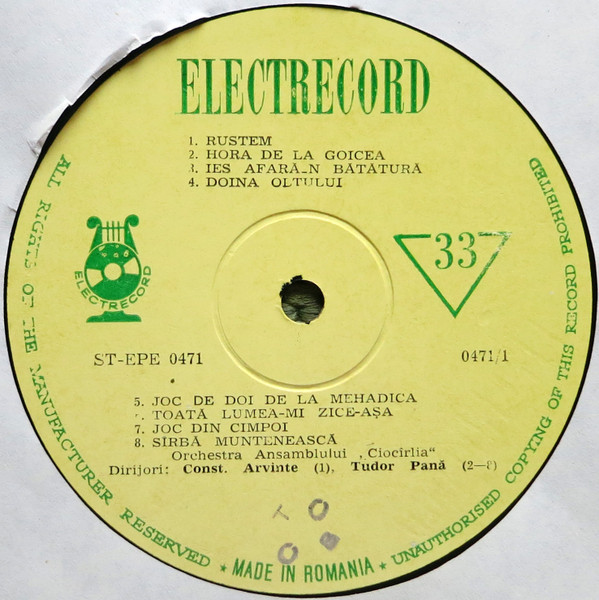 ELECTRECORD
1. RUSTEM
2. HORA DE LA GOICEA
3. IES AFARĂ_N BĂTĂTURĂ
4. DOINA OLTULUI
ELECTRECORD
33
ST-EPE 0471
0471/1
5. JOC DE DOI DE LA MEHADICA
TOATĂ LUMEA-MI ZICE-AȘA
7. JOC DIN CIMPOI
8. SÎRBĂ MUNTENEASCĂ
Orchestra Ansamblului „Ciocîrlia“
Dirijori: Const. Arvinte (1), Tudor Pană (2—8)
ALL RIGHTS OF THE MANUFACTURER RESERVED ★ MADE IN ROMANIA ★ UNAUTHORISED COPYING OF THIS RECORD PROHIBITED